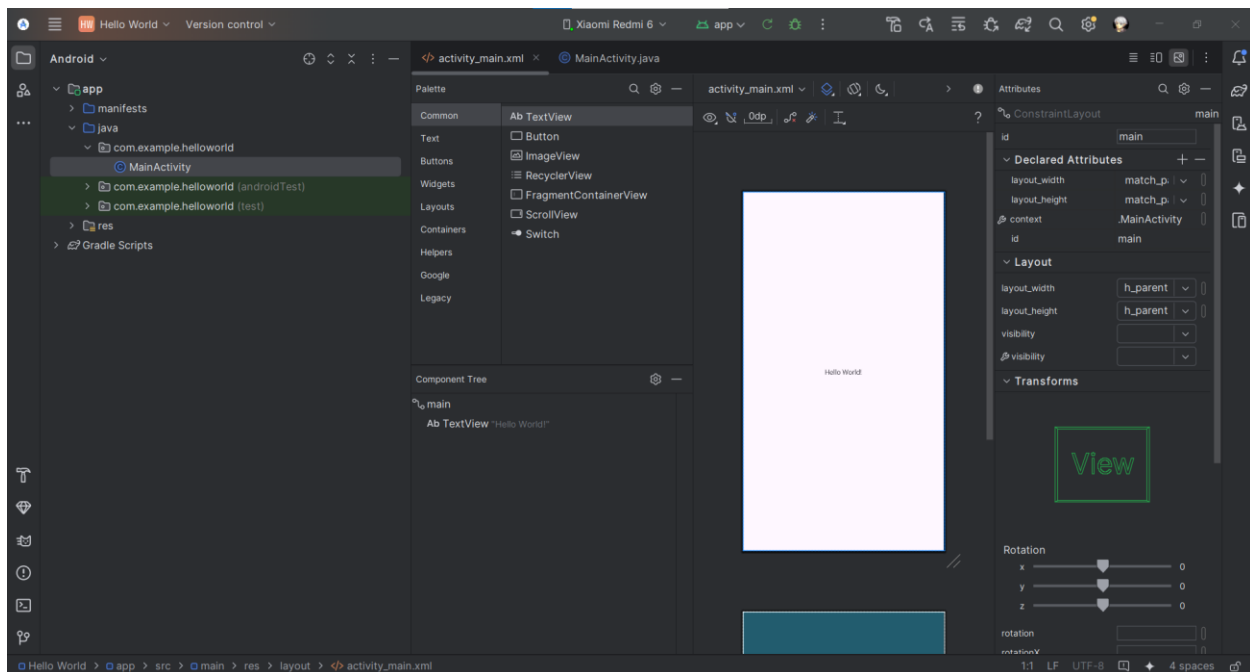 HW Hello World Version control Xiaomi Redmi 6 app
Android
app
manifests
java
com.example.helloworld
MainActivity
com.example.helloworld (androidTest)
com.example.helloworld (test)
res
Gradle Scripts
activity_main.xml MainActivity.java
Palette
Common
Text
Buttons
Widgets
Layouts
Containers
Helpers
Google
Legacy
Ab TextView
Button
ImageView
RecyclerView
FragmentContainerView
ScrollView
Switch
Component Tree
main
Ab TextView "Hello World!"
activity_main.xml
0dp
?
Hello World!
Attributes
ConstraintLayout main
id main
Declared Attributes
layout_width match_p
layout_height match_p
context .MainActivity
id main
Layout
layout_width h_parent
layout_height h_parent
visibility
visibility
Transforms
View
Rotation
x 0
y 0
z 0
rotation
rotationX
Hello World > app > src > main > res > layout > activity_main.xml 1:1 LF UTF-8 4 spaces